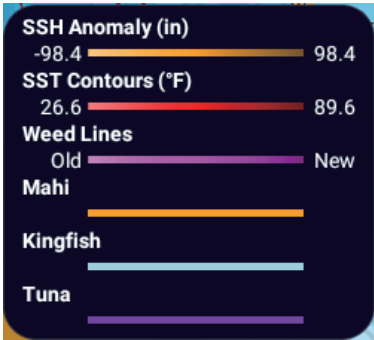 SSH Anomaly (in)
-98.4 98.4
SST Contours (°F)
26.6 89.6
Weed Lines
Old New
Mahi
Kingfish
Tuna